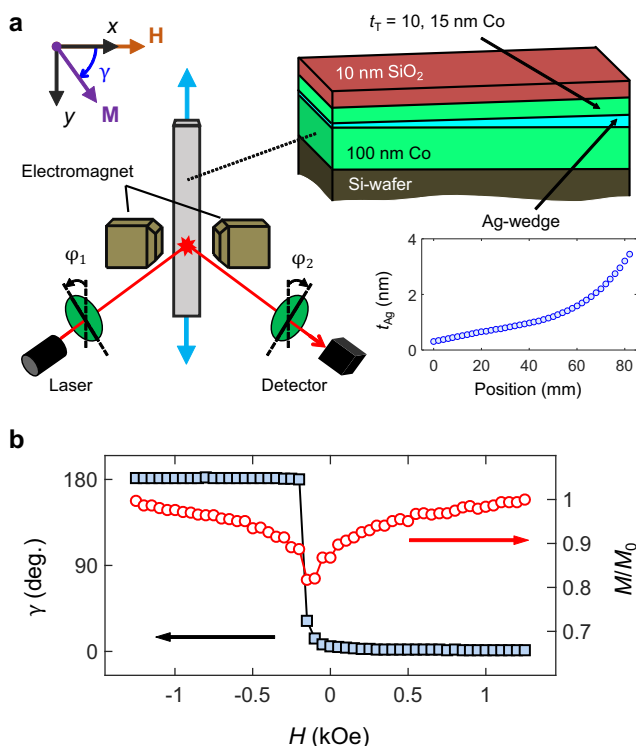 a
x
H
γ
y
M
Electromagnet
φ₁
φ₂
Laser
Detector
t_T = 10, 15 nm Co
10 nm SiO₂
100 nm Co
Si-wafer
Ag-wedge
4
2
0
t_Ag (nm)
0 20 40 60 80
Position (mm)
b
180
90
0
γ (deg.)
1
0.9
0.8
0.7
M/M₀
-1 -0.5 0 0.5 1
H (kOe)